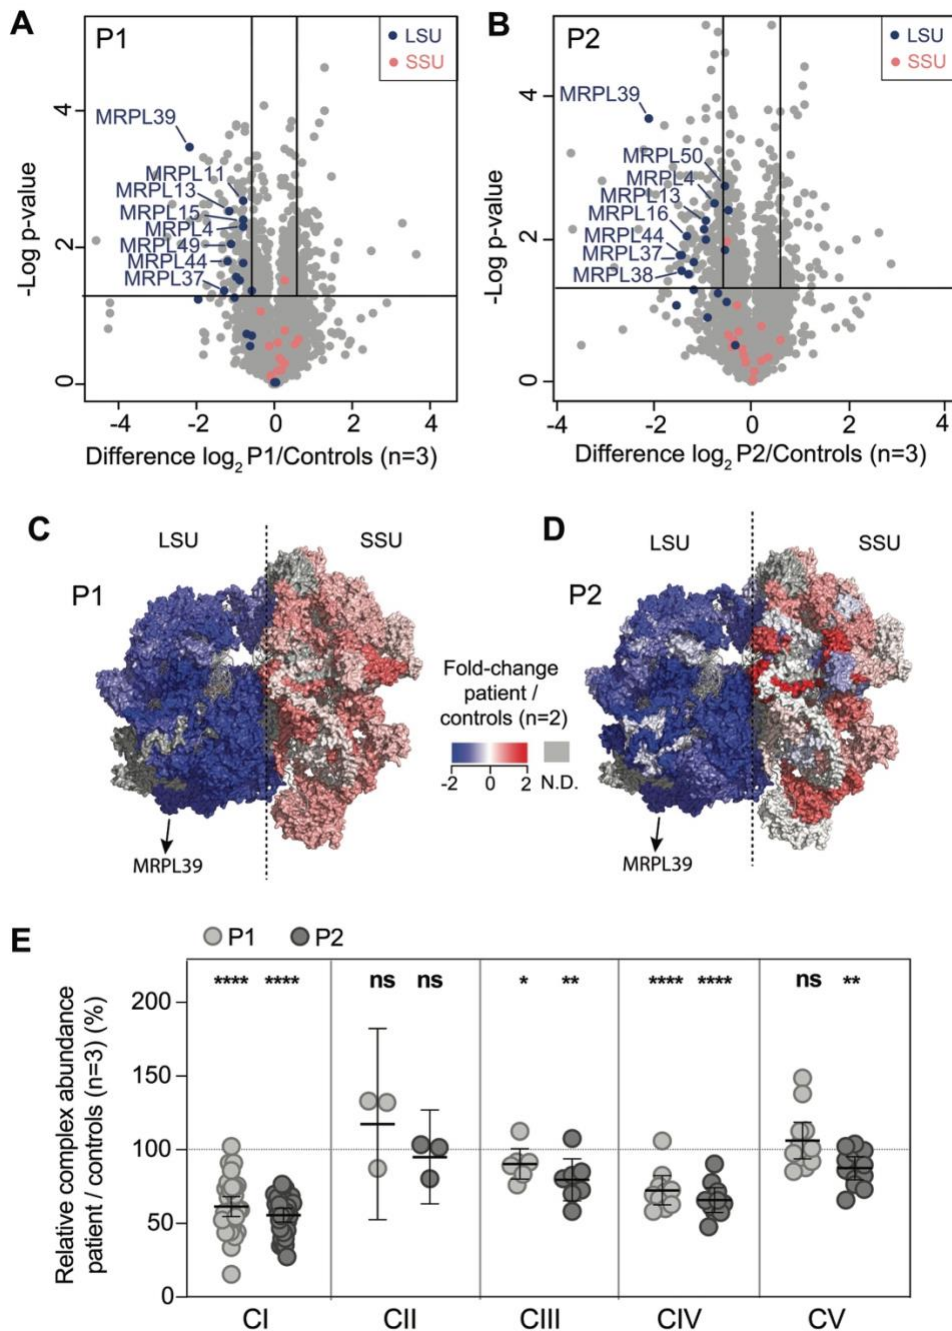 A
P1
LSU
SSU
MRPL39
MRPL11
MRPL13
MRPL15
MRPL4
MRPL49
MRPL44
MRPL37
-Log p-value
4
2
0
-4
-2
0
2
4
Difference log2 P1/Controls (n=3)
B
P2
LSU
SSU
MRPL39
MRPL50
MRPL4
MRPL13
MRPL16
MRPL44
MRPL37
MRPL38
-Log p-value
4
2
0
-4
-2
0
2
4
Difference log2 P2/Controls (n=3)
C
LSU
SSU
P1
MRPL39
Fold-change
patient /
controls (n=2)
-2
0
2
N.D.
D
LSU
SSU
P2
MRPL39
E
P1
P2
Relative complex abundance
patient / controls (n=3) (%)
200
150
100
50
0
**** **** ns ns * ** **** **** ns **
CI CII CIII CIV CV